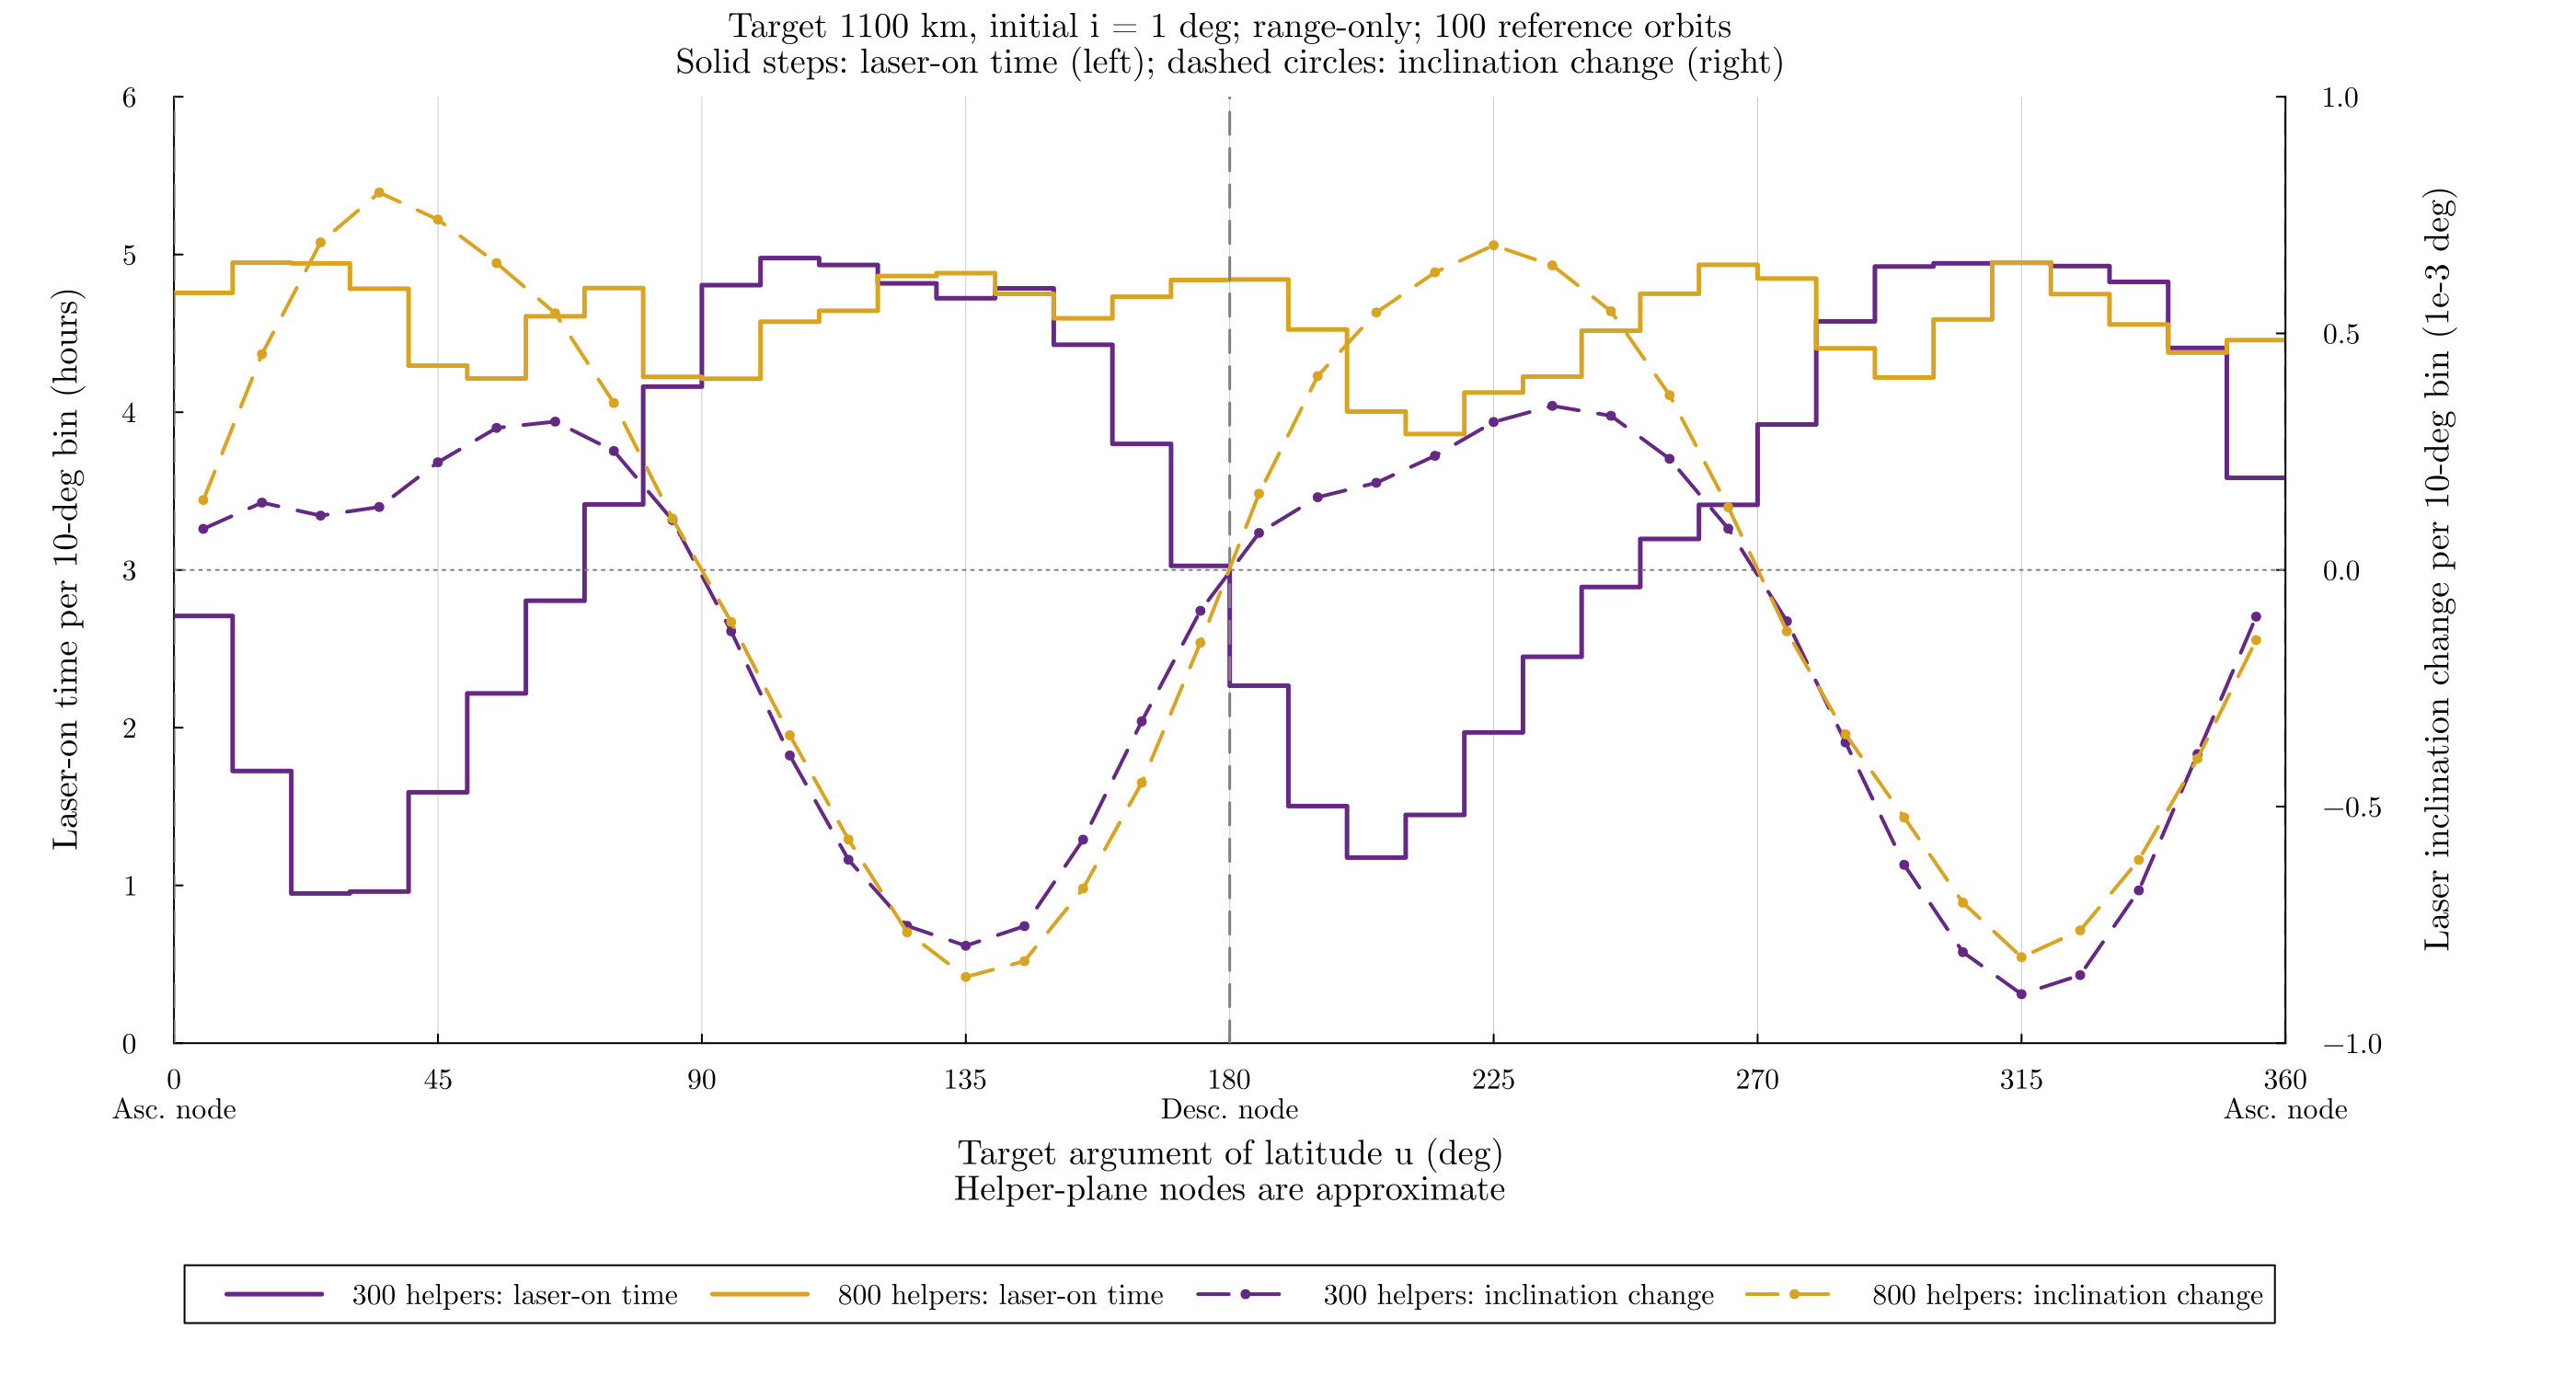 Target 1100 km, initial i = 1 deg; range-only; 100 reference orbits
Solid steps: laser-on time (left); dashed circles: inclination change (right)
Laser-on time per 10-deg bin (hours)
6
5
4
3
2
1
0
1.0
0.5
0.0
−0.5
−1.0
Laser inclination change per 10-deg bin (1e-3 deg)
0 45 90 135 180 225 270 315 360
Asc. node Desc. node Asc. node
Target argument of latitude u (deg)
Helper-plane nodes are approximate
300 helpers: laser-on time 800 helpers: laser-on time 300 helpers: inclination change 800 helpers: inclination change